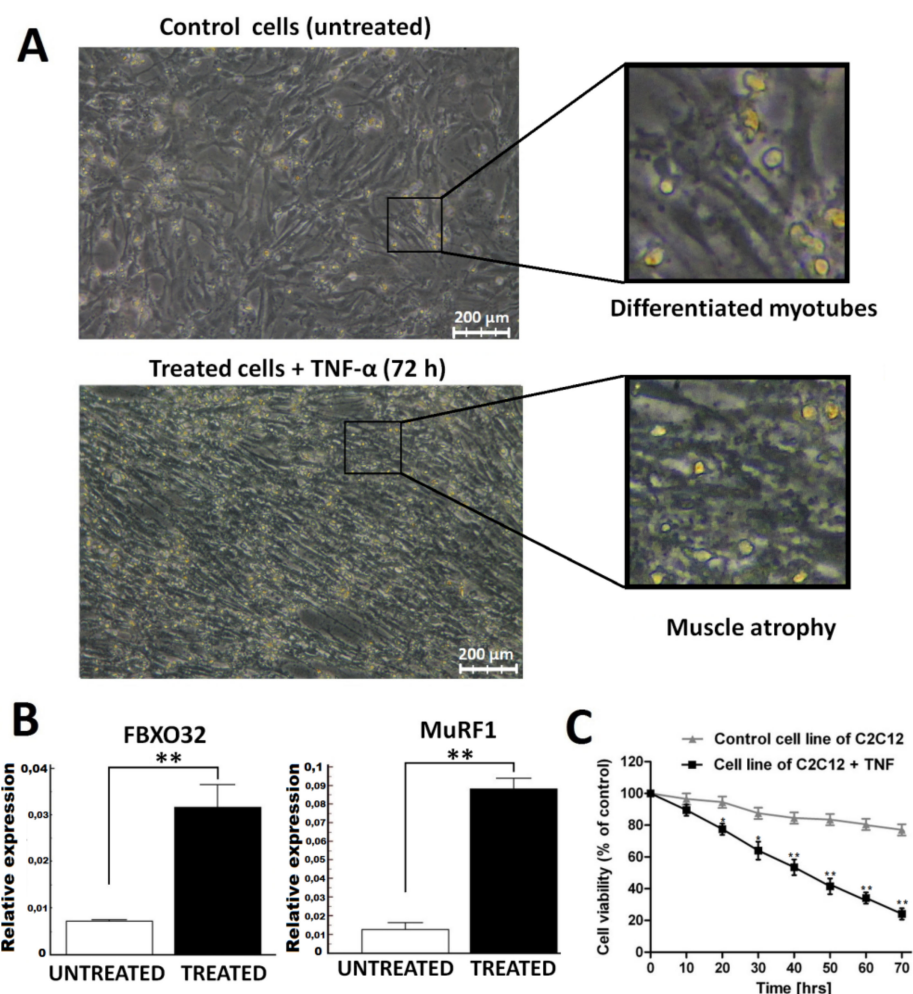 A
Control cells (untreated)
200 µm
Differentiated myotubes
Treated cells + TNF-α (72 h)
200 µm
Muscle atrophy
B
FBXO32
**
Relative expression
0,04
0,03
0,02
0,01
0
UNTREATED TREATED
MuRF1
**
Relative expression
0,1
0,09
0,08
0,07
0,06
0,05
0,04
0,03
0,02
0,01
0
UNTREATED TREATED
C
Control cell line of C2C12
Cell line of C2C12 + TNF
Cell viability (% of control)
120
100
80
60
40
20
0
* * ** ** ** **
0 10 20 30 40 50 60 70
Time [hrs]